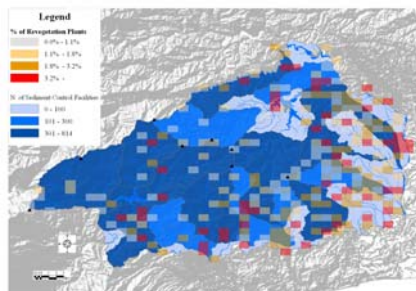 Legend
% of Revegetation Plants
0.0% - 1.1%
1.1% - 1.8%
1.8% - 3.2%
3.2% -
N. of Sediment Control Facilities
0 - 100
101 - 300
301 - 814